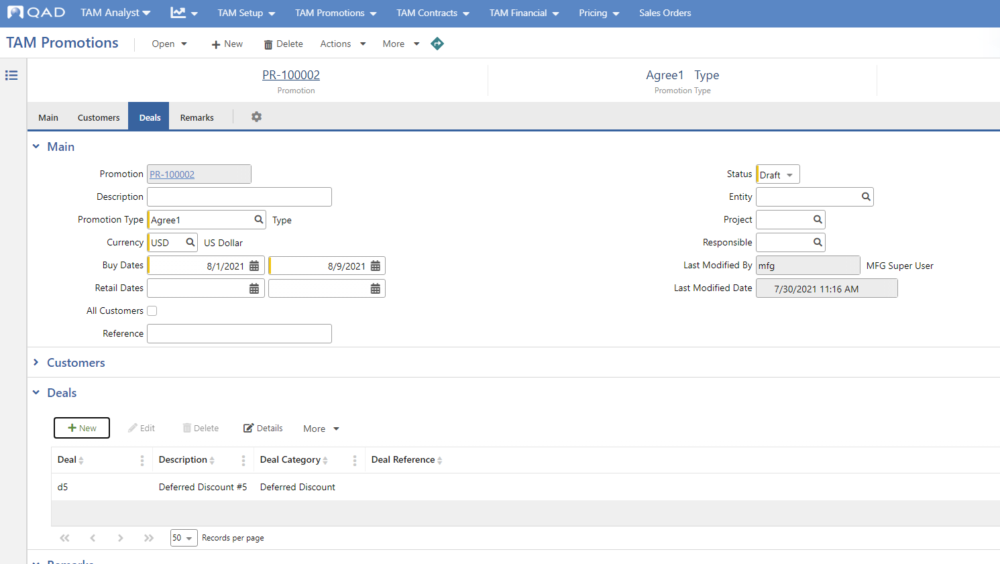 QAD TAM Analyst TAM Setup TAM Promotions TAM Contracts TAM Financial Pricing Sales Orders
TAM Promotions Open New Delete Actions More
PR-100002 Agree1 Type
Promotion Promotion Type
Main Customers Deals Remarks
Main
Promotion PR-100002 Status Draft
Description Entity
Promotion Type Agree1 Type Project
Currency USD US Dollar Responsible
Buy Dates 8/1/2021 8/9/2021 Last Modified By mfg MFG Super User
Retail Dates Last Modified Date 7/30/2021 11:16 AM
All Customers
Reference
Customers
Deals
New Edit Delete Details More
Deal Description Deal Category Deal Reference
d5 Deferred Discount #5 Deferred Discount
50 Records per page
Remarks